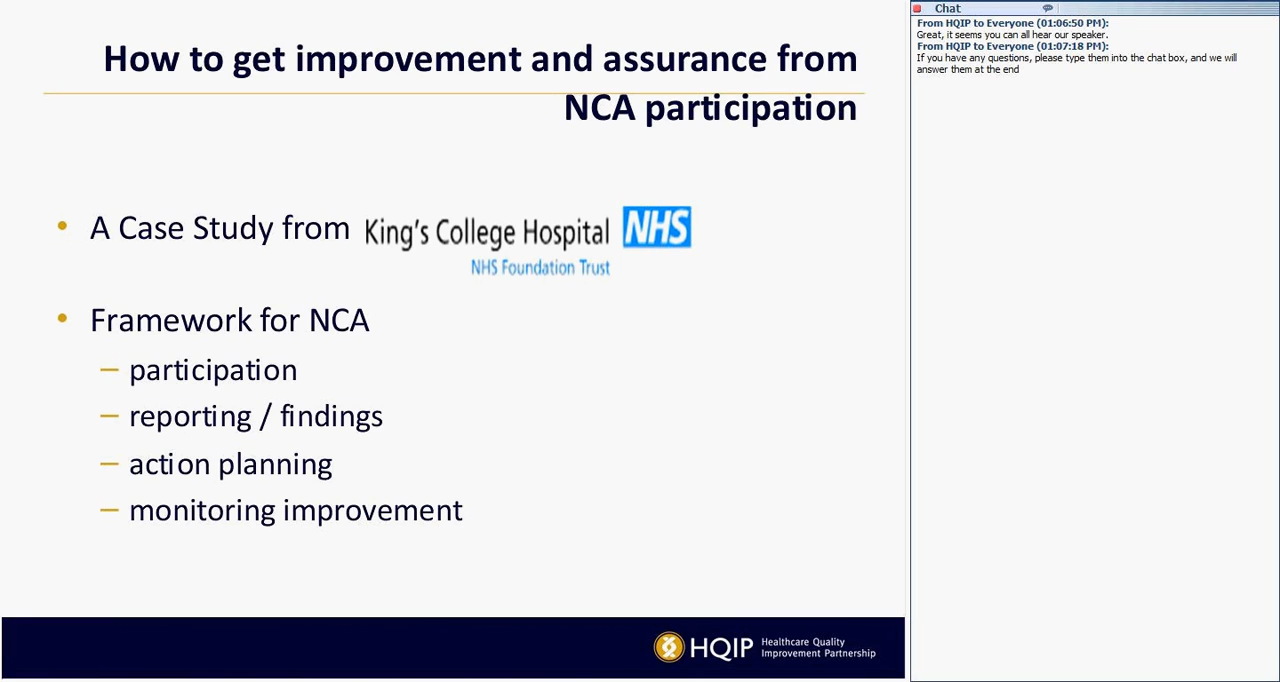 How to get improvement and assurance from
NCA participation
• A Case Study from King's College Hospital NHS
NHS Foundation Trust
• Framework for NCA
– participation
– reporting / findings
– action planning
– monitoring improvement
HQIP Healthcare Quality
Improvement Partnership
Chat
From HQIP to Everyone (01:06:50 PM):
Great, it seems you can all hear our speaker.
From HQIP to Everyone (01:07:18 PM):
If you have any questions, please type them into the chat box, and we will
answer them at the end